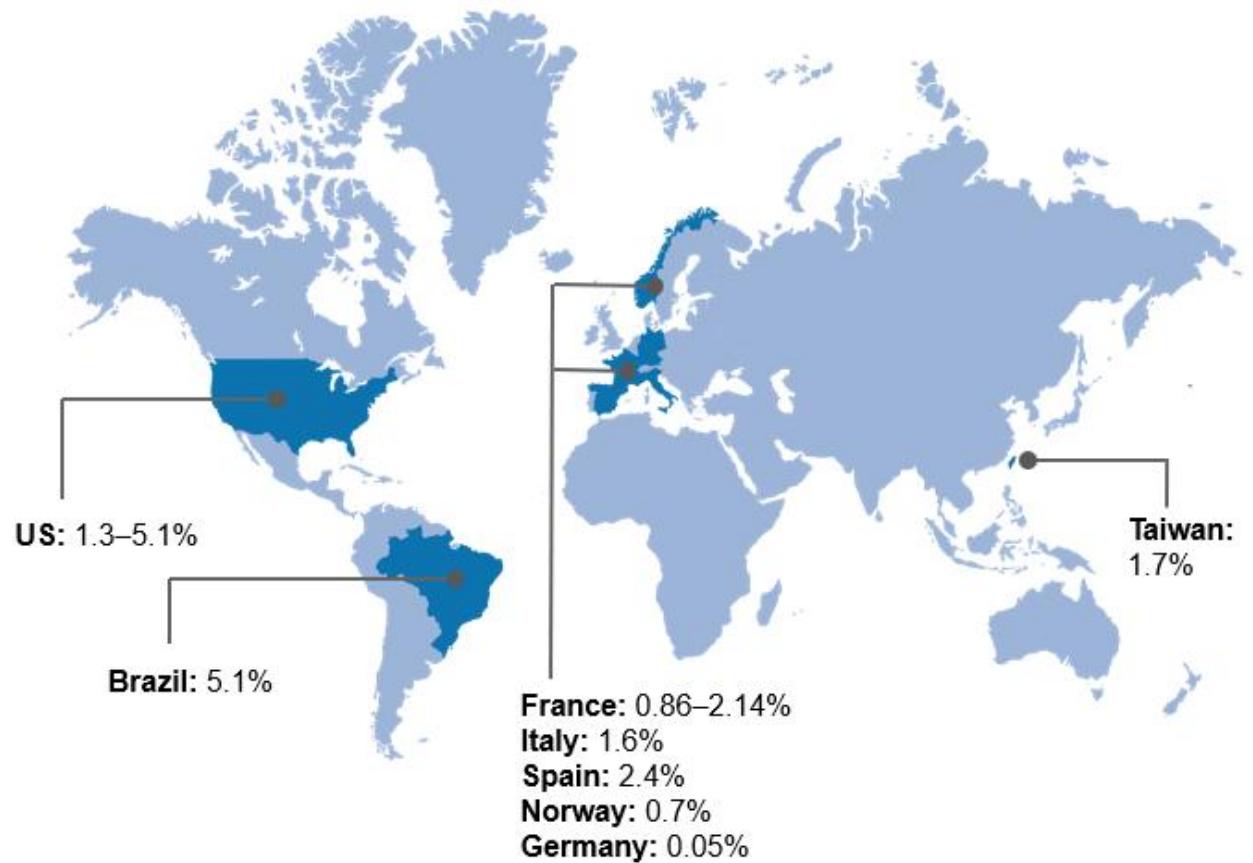 US: 1.3–5.1%
Brazil: 5.1%
France: 0.86–2.14%
Italy: 1.6%
Spain: 2.4%
Norway: 0.7%
Germany: 0.05%
Taiwan:
1.7%